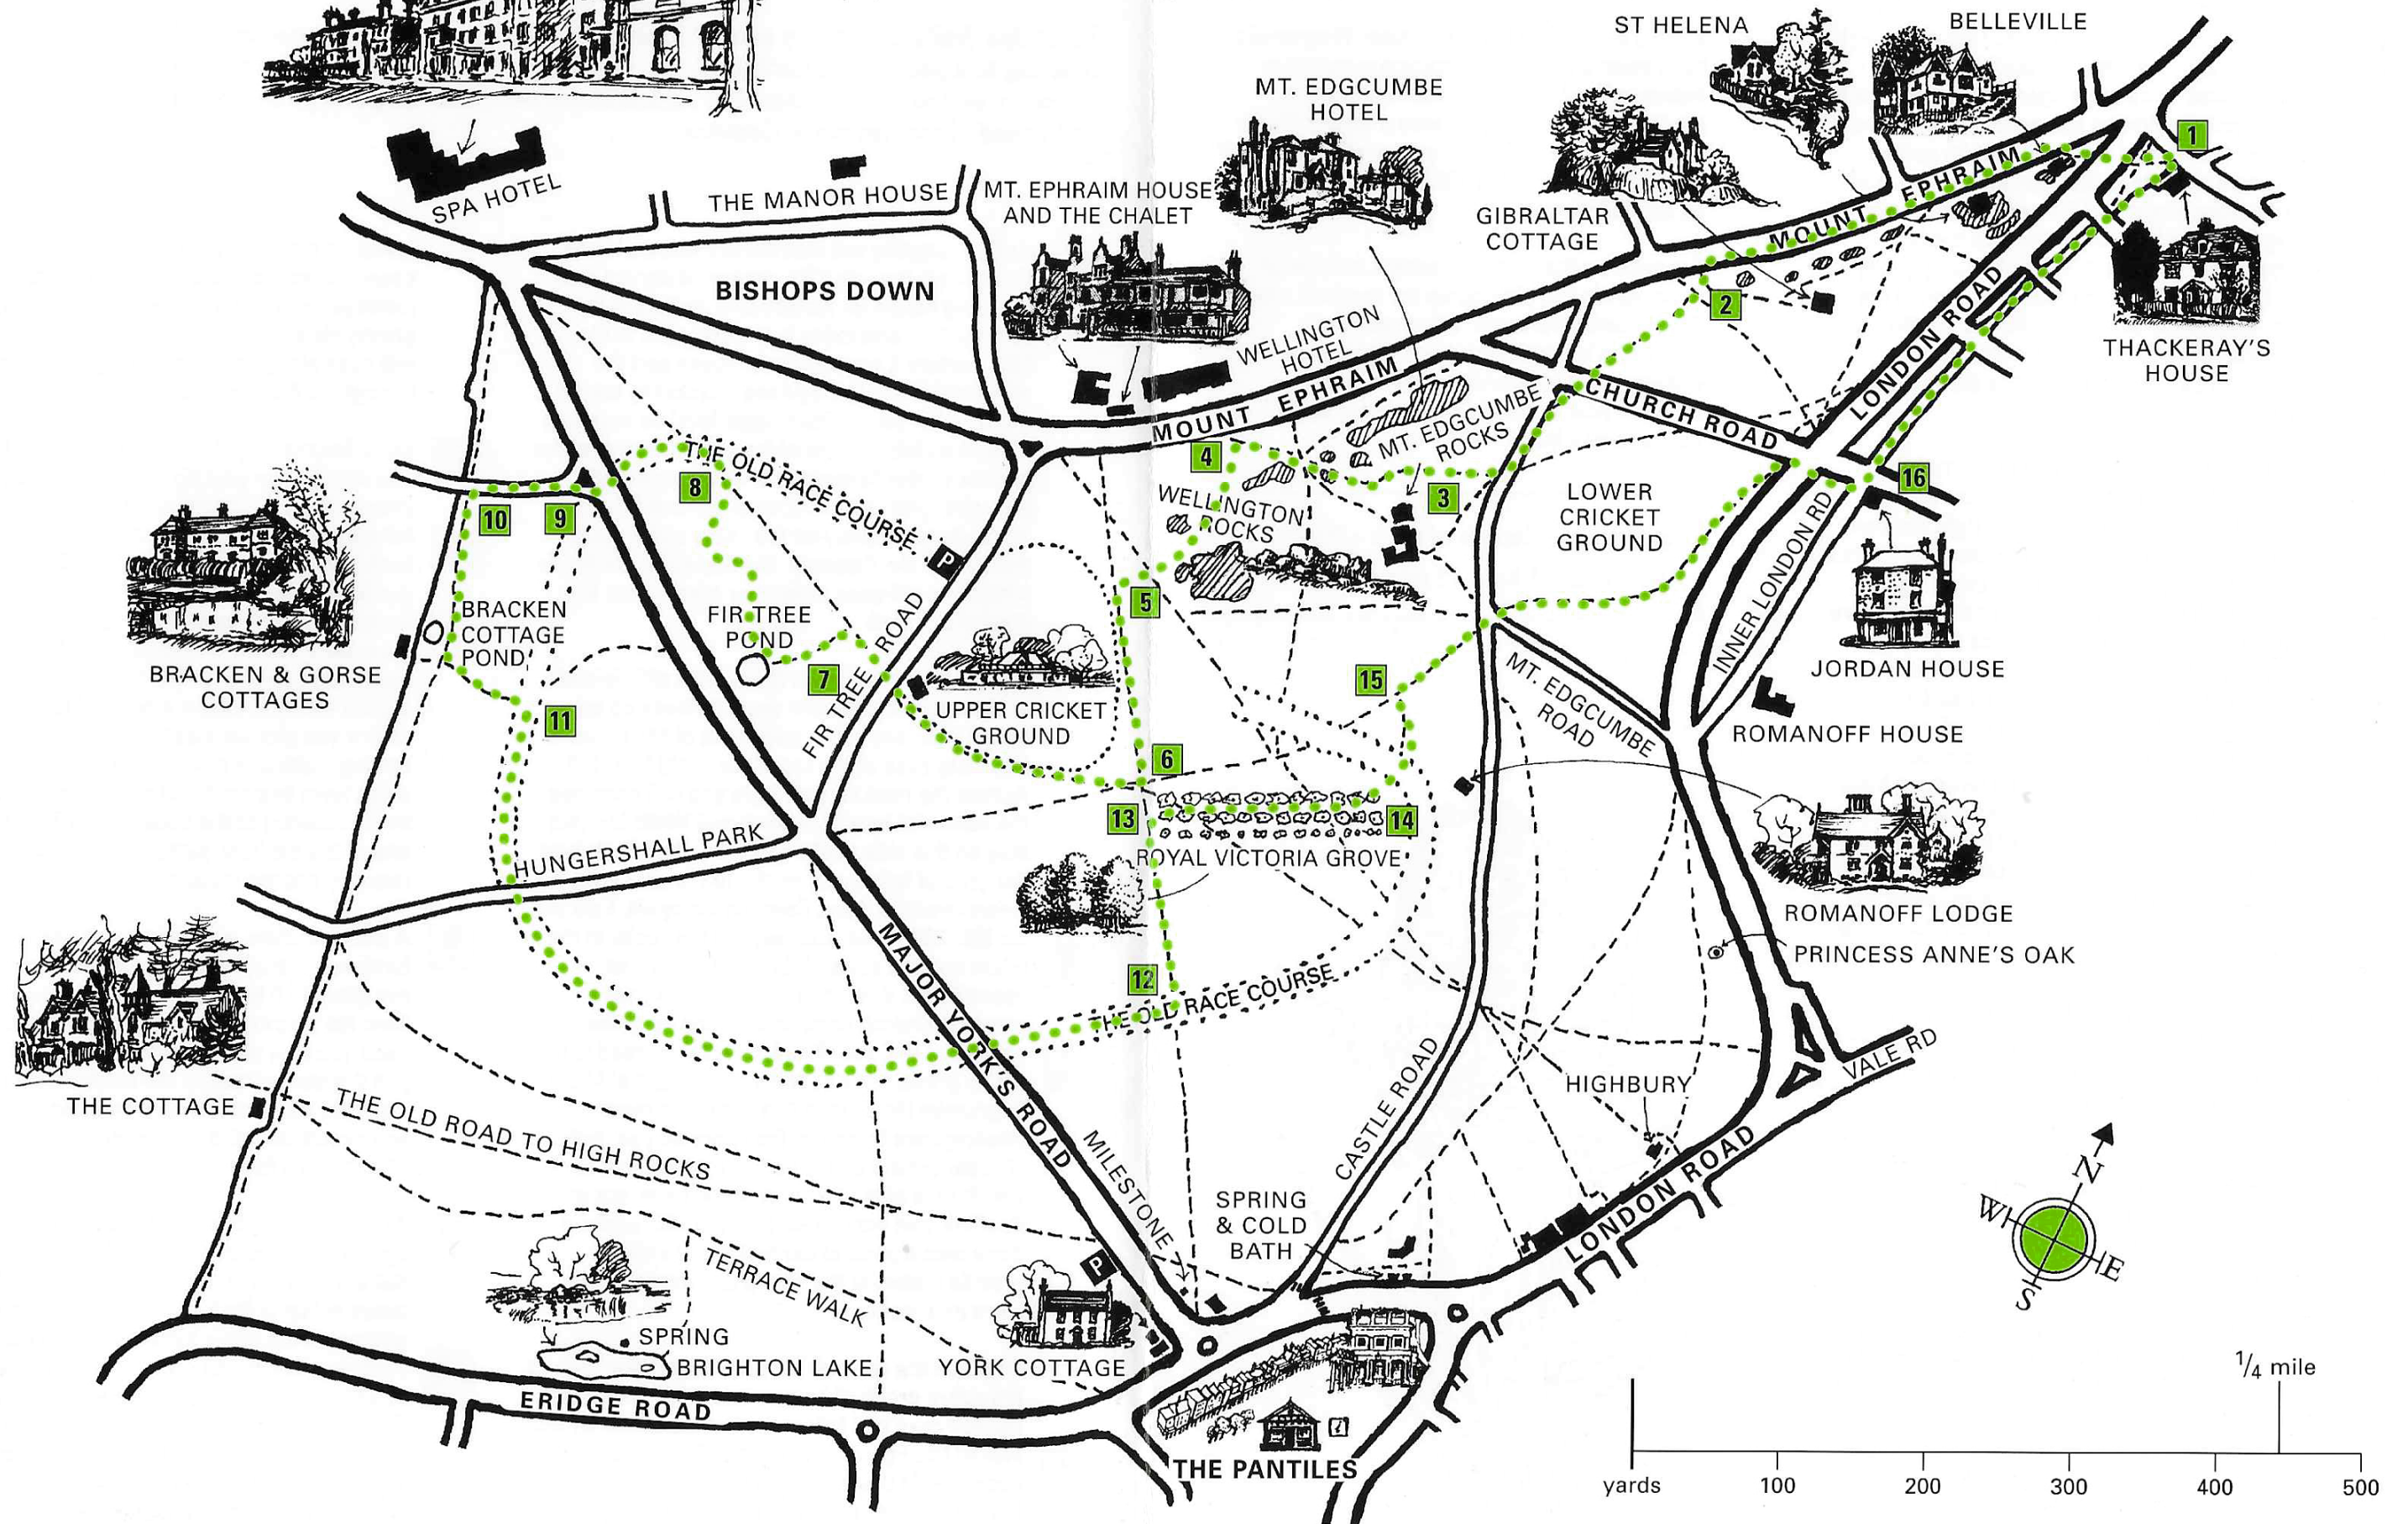 ST HELENA
BELLEVILLE
MT. EDGCUMBE
HOTEL
1
SPA HOTEL
THE MANOR HOUSE
MT. EPHRAIM HOUSE
AND THE CHALET
GIBRALTAR
COTTAGE
MOUNT EPHRAIM
BISHOPS DOWN
2
WELLINGTON
HOTEL
LONDON ROAD
THACKERAY'S
HOUSE
MOUNT EPHRAIM
CHURCH ROAD
MT. EDGCUMBE
ROCKS
THE OLD RACE COURSE
4
8
3
16
WELLINGTON
ROCKS
LOWER
CRICKET
GROUND
10
9
P
INNER LONDON RD
5
BRACKEN
COTTAGE
POND
FIR TREE
POND
FIR TREE ROAD
7
15
JORDAN HOUSE
BRACKEN & GORSE
COTTAGES
11
UPPER CRICKET
GROUND
MT. EDGCUMBE
ROAD
ROMANOFF HOUSE
6
13
14
HUNGERSHALL PARK
ROYAL VICTORIA GROVE
ROMANOFF LODGE
PRINCESS ANNE'S OAK
12
THE OLD RACE COURSE
MAJOR YORK'S ROAD
VALE RD
HIGHBURY
CASTLE ROAD
THE COTTAGE
THE OLD ROAD TO HIGH ROCKS
MILESTONE
SPRING
& COLD
BATH
LONDON ROAD
N
W
E
S
TERRACE WALK
P
SPRING
BRIGHTON LAKE
YORK COTTAGE
ERIDGE ROAD
i
THE PANTILES
1/4 mile
yards 100 200 300 400 500